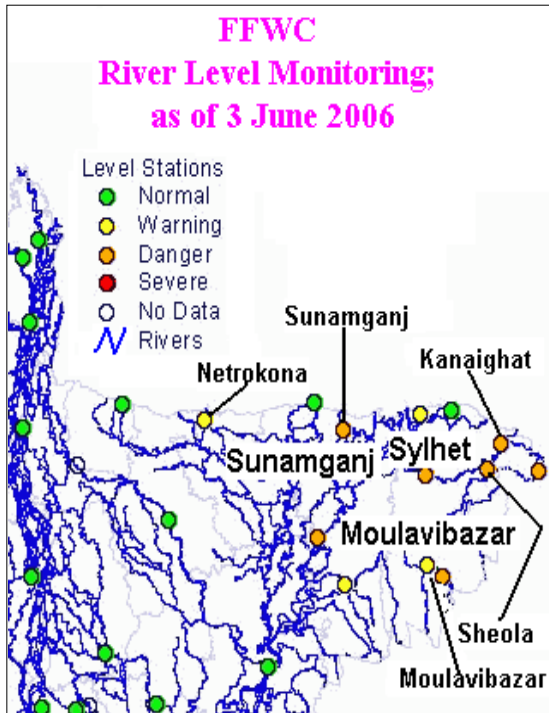 FFWC
River Level Monitoring;
as of 3 June 2006
Level Stations
Normal
Warning
Danger
Severe
No Data
Rivers
Sunamganj
Kanaighat
Netrokona
Sunamganj
Sylhet
Moulavibazar
Sheola
Moulavibazar